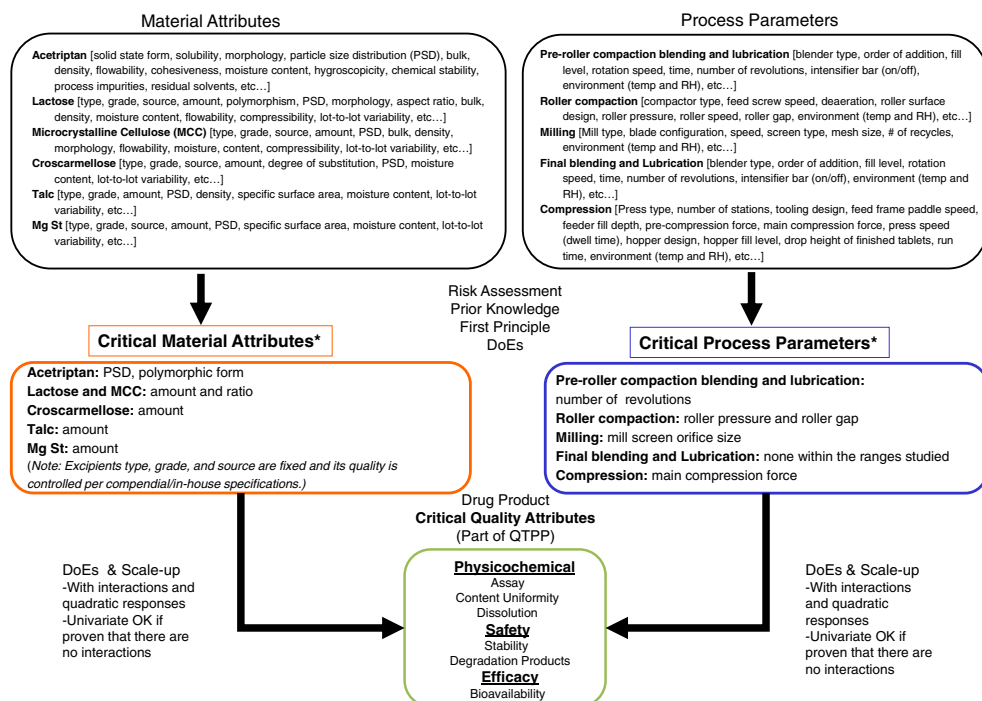 Material Attributes
Acetriptan [solid state form, solubility, morphology, particle size distribution (PSD), bulk,
density, flowability, cohesiveness, moisture content, hygroscopicity, chemical stability,
process impurities, residual solvents, etc…]
Lactose [type, grade, source, amount, polymorphism, PSD, morphology, aspect ratio, bulk,
density, moisture content, flowability, compressibility, lot-to-lot variability, etc…]
Microcrystalline Cellulose (MCC) [type, grade, source, amount, PSD, bulk, density,
morphology, flowability, moisture, content, compressibility, lot-to-lot variability, etc…]
Croscarmellose [type, grade, source, amount, degree of substitution, PSD, moisture
content, lot-to-lot variability, etc…]
Talc [type, grade, amount, PSD, density, specific surface area, moisture content, lot-to-lot
variability, etc…]
Mg St [type, grade, source, amount, PSD, specific surface area, moisture content, lot-to-lot
variability, etc…]
Process Parameters
Pre-roller compaction blending and lubrication [blender type, order of addition, fill
level, rotation speed, time, number of revolutions, intensifier bar (on/off),
environment (temp and RH), etc…]
Roller compaction [compactor type, feed screw speed, deaeration, roller surface
design, roller pressure, roller speed, roller gap, environment (temp and RH), etc…]
Milling [Mill type, blade configuration, speed, screen type, mesh size, # of recycles,
environment (temp and RH), etc…]
Final blending and Lubrication [blender type, order of addition, fill level, rotation
speed, time, number of revolutions, intensifier bar (on/off), environment (temp and
RH), etc…]
Compression [Press type, number of stations, tooling design, feed frame paddle speed,
feeder fill depth, pre-compression force, main compression force, press speed
(dwell time), hopper design, hopper fill level, drop height of finished tablets, run
time, environment (temp and RH), etc…]
Risk Assessment
Prior Knowledge
First Principle
DoEs
Critical Material Attributes*
Acetriptan: PSD, polymorphic form
Lactose and MCC: amount and ratio
Croscarmellose: amount
Talc: amount
Mg St: amount
(Note: Excipients type, grade, and source are fixed and its quality is
controlled per compendial/in-house specifications.)
Critical Process Parameters*
Pre-roller compaction blending and lubrication:
number of revolutions
Roller compaction: roller pressure and roller gap
Milling: mill screen orifice size
Final blending and Lubrication: none within the ranges studied
Compression: main compression force
Drug Product
Critical Quality Attributes
(Part of QTPP)
Physicochemical
Assay
Content Uniformity
Dissolution
Safety
Stability
Degradation Products
Efficacy
Bioavailability
DoEs & Scale-up
-With interactions and
quadratic responses
-Univariate OK if
proven that there are
no interactions
DoEs & Scale-up
-With interactions
and quadratic
responses
-Univariate OK if
proven that there are
no interactions